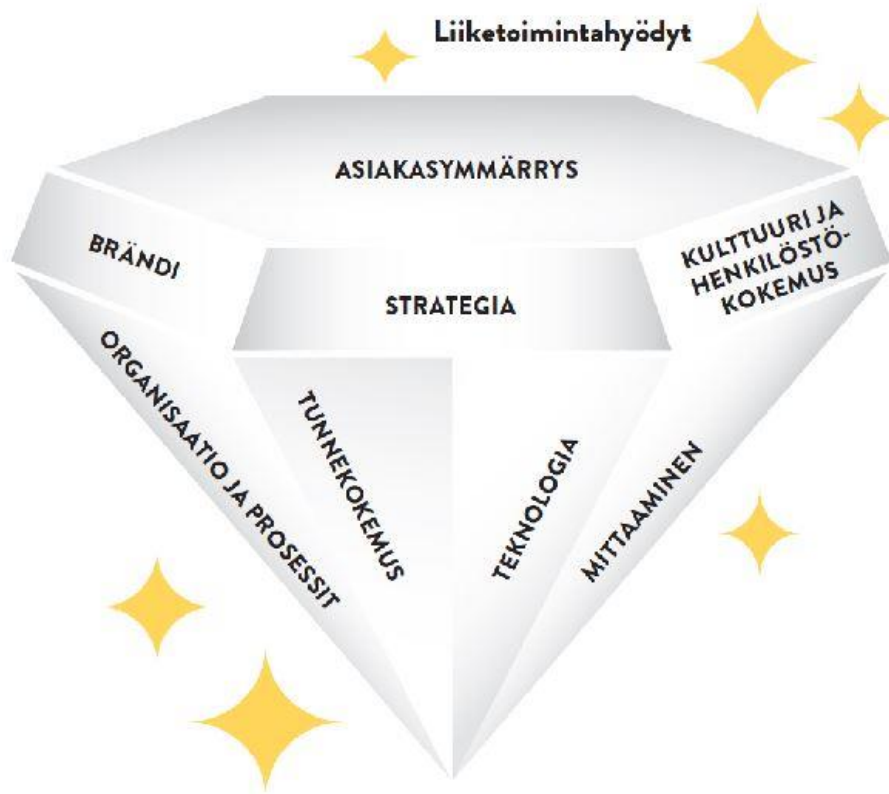 Liiketoimintahyödyt
ASIAKASYMMÄRRYS
BRÄNDI
STRATEGIA
KULTTUURI JA
HENKILÖSTÖ-
KOKEMUS
ORGANISAATIO JA PROSESSIT
TUNNEKOKEMUS
TEKNOLOGIA
MITTAAMINEN